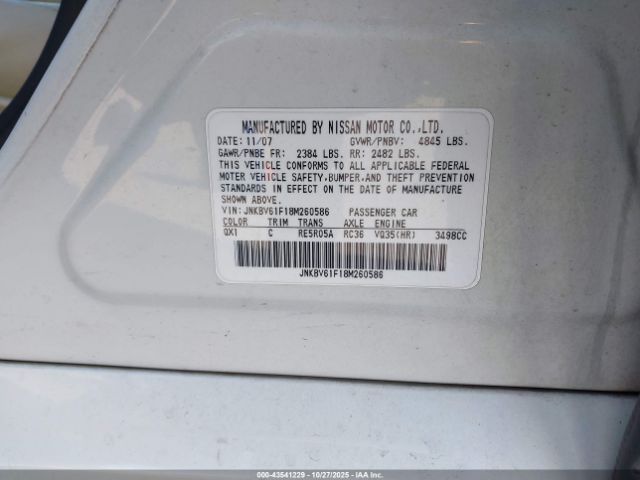 MANUFACTURED BY NISSAN MOTOR CO.,LTD.
DATE: 11/07 GVWR/PNBV: 4845 LBS.
GAWR/PNBE FR: 2384 LBS. RR: 2482 LBS.
THIS VEHICLE CONFORMS TO ALL APPLICABLE FEDERAL
MOTOR VEHICLE SAFETY,BUMPER,AND THEFT PREVENTION
STANDARDS IN EFFECT ON THE DATE OF MANUFACTURE
SHOWN ABOVE.
VIN: JNKBV61F18M260586 PASSENGER CAR
COLOR TRIM TRANS AXLE ENGINE
QX1 C RE5R05A RC36 VQ35(HR) 3498CC
JNKBV61F18M260586
000-43541229 - 10/27/2025 - IAAI.COM